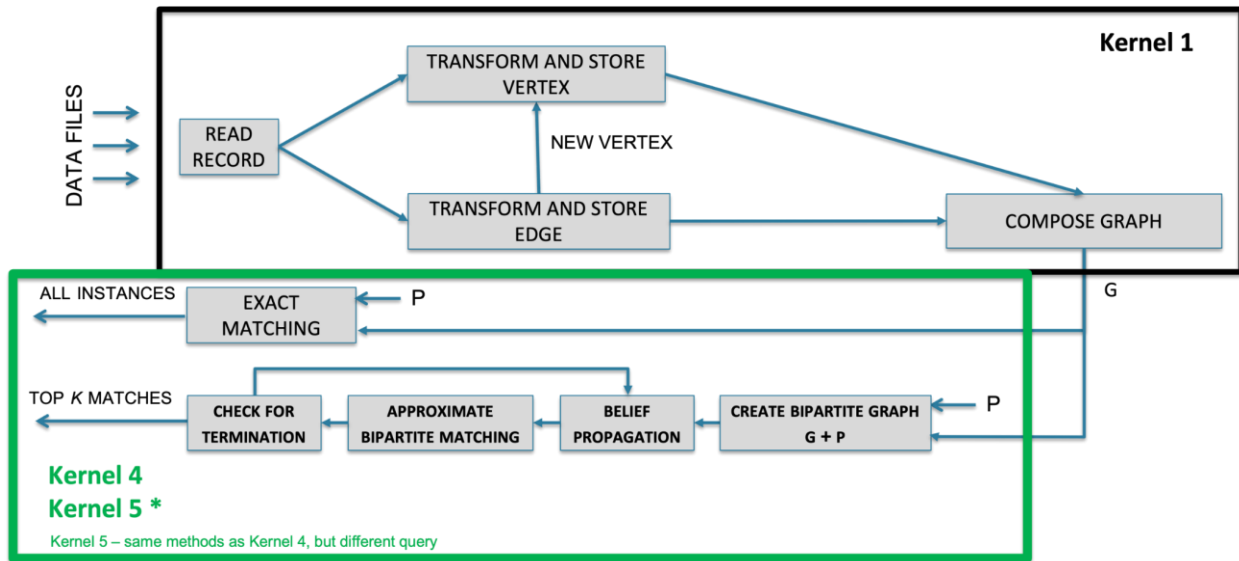 Kernel 1
DATA FILES
READ
RECORD
TRANSFORM AND STORE
VERTEX
NEW VERTEX
TRANSFORM AND STORE
EDGE
COMPOSE GRAPH
G
ALL INSTANCES
EXACT
MATCHING
P
TOP K MATCHES
CHECK FOR
TERMINATION
APPROXIMATE
BIPARTITE MATCHING
BELIEF
PROPAGATION
CREATE BIPARTITE GRAPH
G + P
P
Kernel 4
Kernel 5 *
Kernel 5 – same methods as Kernel 4, but different query